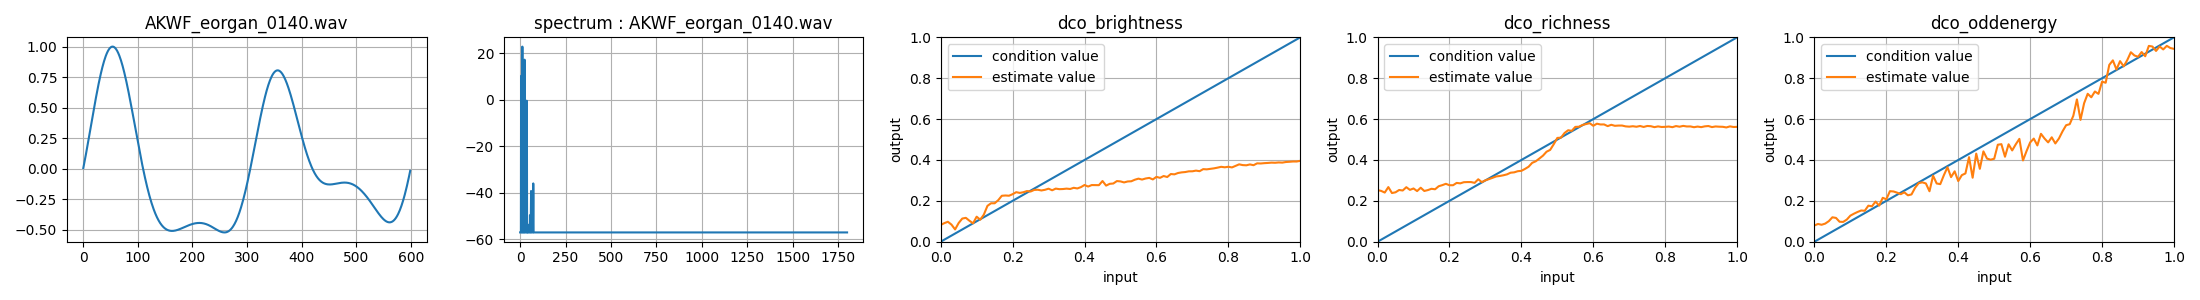 AKWF_eorgan_0140.wav
1.00
0.75
0.50
0.25
0.00
−0.25
−0.50
0 100 200 300 400 500 600
spectrum : AKWF_eorgan_0140.wav
20
0
−20
−40
−60
0 250 500 750 1000 1250 1500 1750
dco_brightness
condition value
estimate value
output
1.0
0.8
0.6
0.4
0.2
0.0
0.0 0.2 0.4 0.6 0.8 1.0
input
dco_richness
condition value
estimate value
output
1.0
0.8
0.6
0.4
0.2
0.0
0.0 0.2 0.4 0.6 0.8 1.0
input
dco_oddenergy
condition value
estimate value
output
1.0
0.8
0.6
0.4
0.2
0.0
0.0 0.2 0.4 0.6 0.8 1.0
input